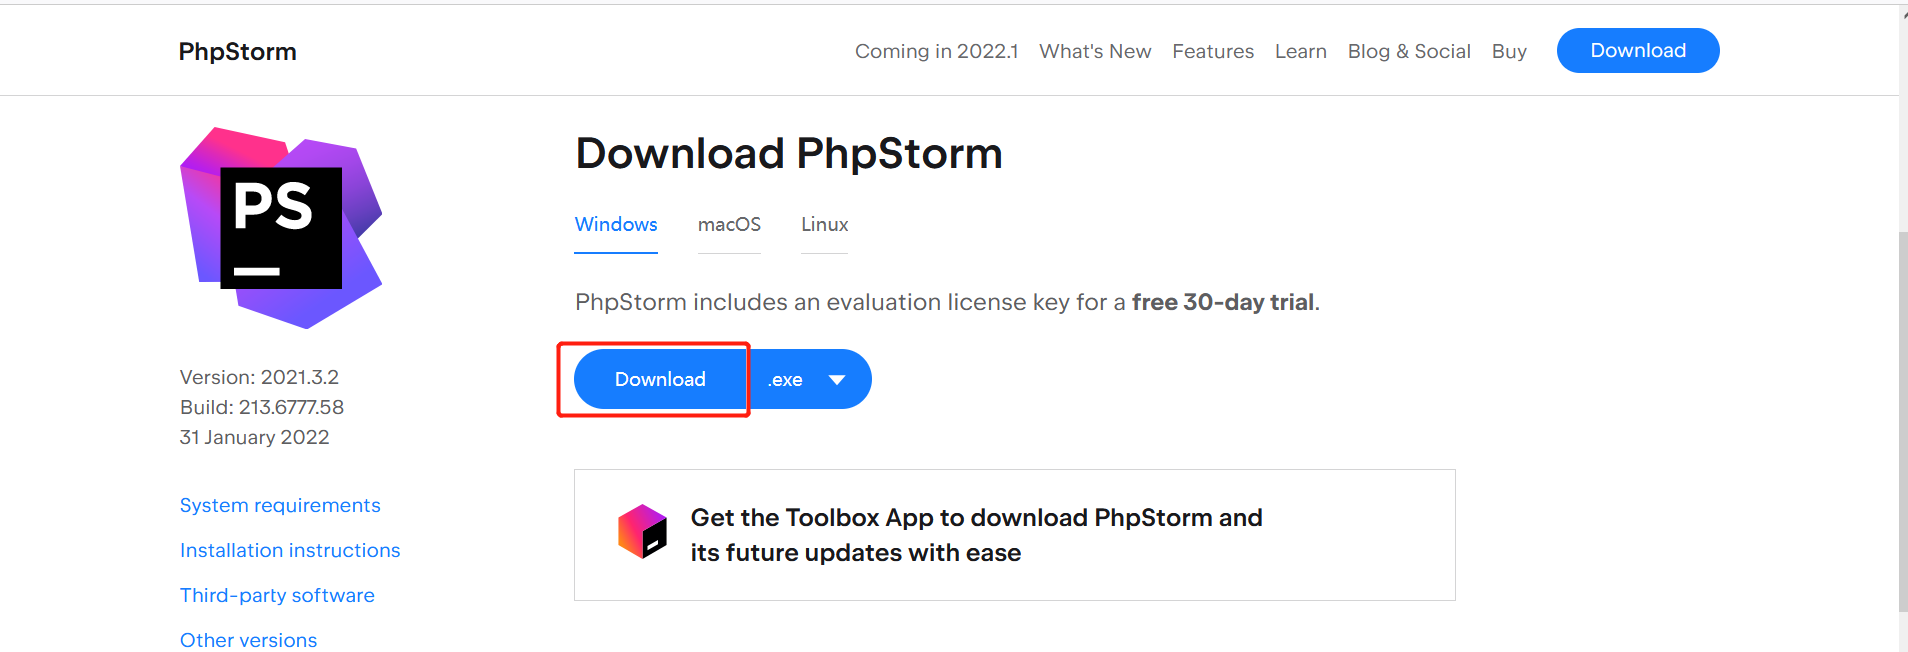 PhpStorm
Coming in 2022.1 What's New Features Learn Blog & Social Buy Download
PS
Version: 2021.3.2
Build: 213.6777.58
31 January 2022
System requirements
Installation instructions
Third-party software
Other versions
Download PhpStorm
Windows macOS Linux
PhpStorm includes an evaluation license key for a free 30-day trial.
Download .exe
Get the Toolbox App to download PhpStorm and
its future updates with ease